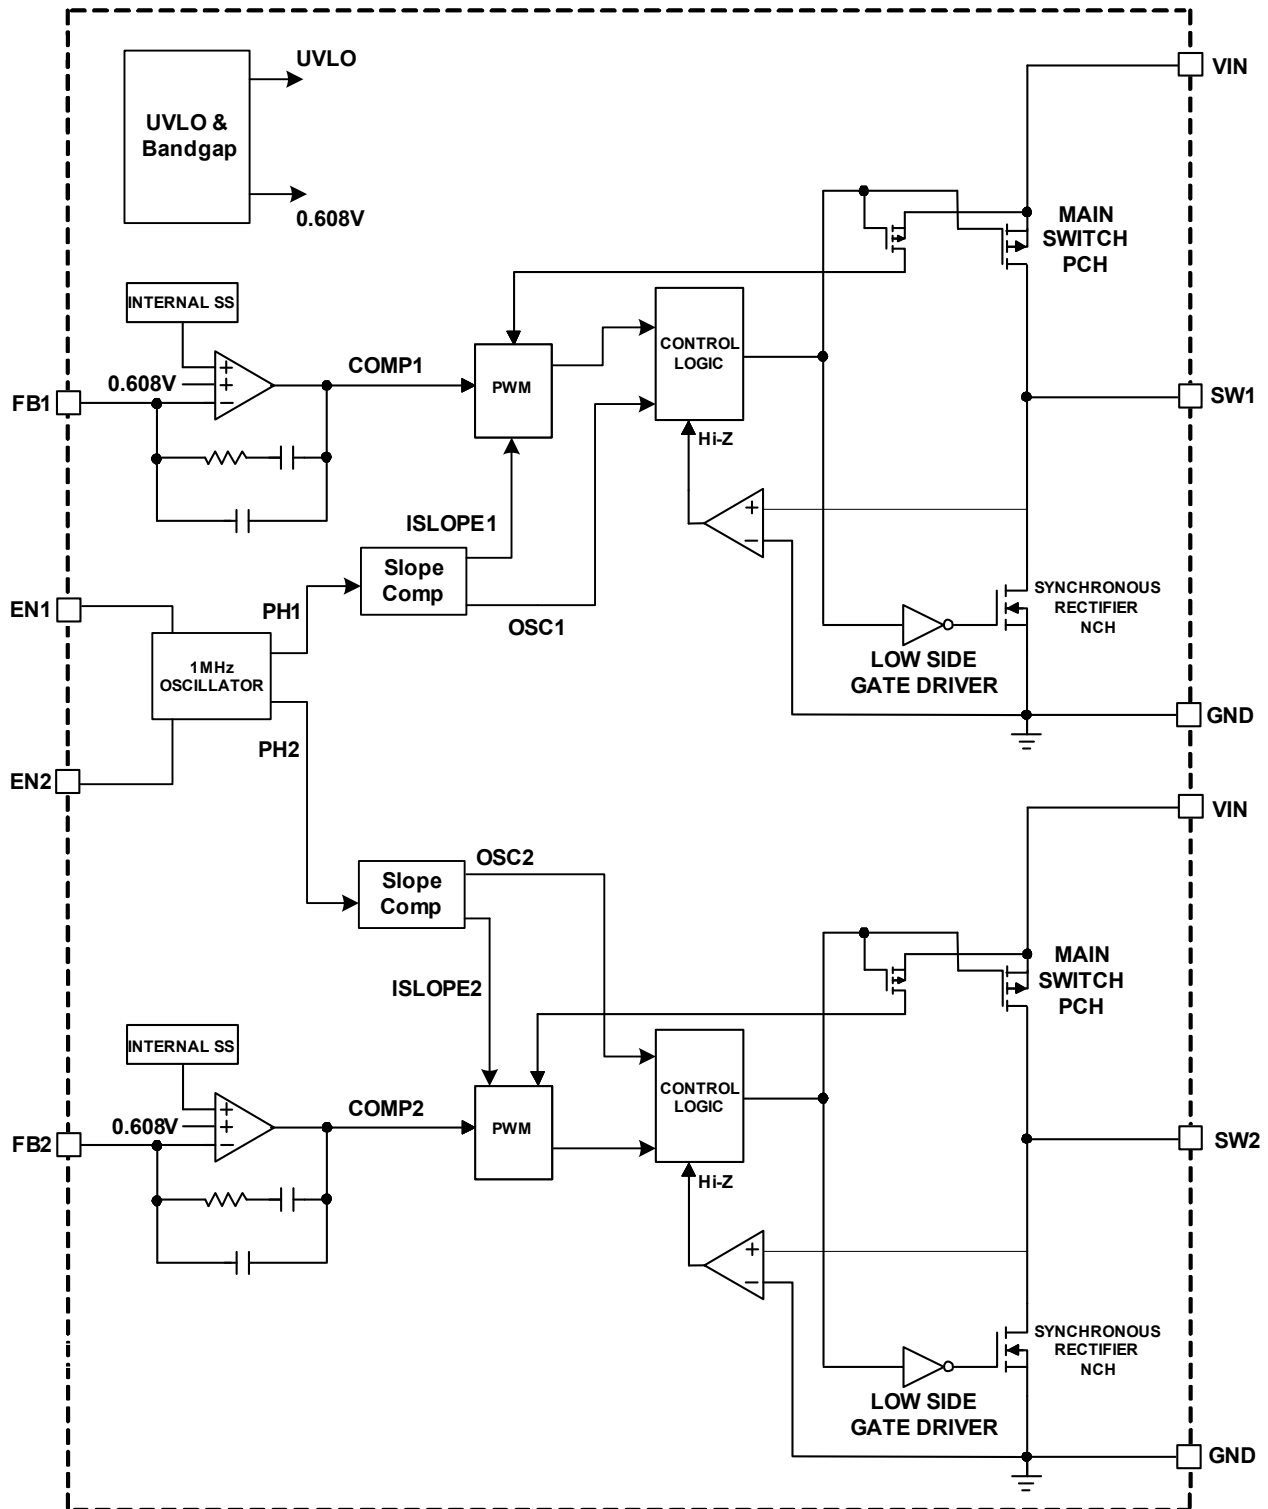 UVLO
VIN
UVLO &
Bandgap
0.608V
MAIN
SWITCH
PCH
INTERNAL SS
CONTROL
LOGIC
COMP1
PWM
0.608V
FB1
SW1
Hi-Z
ISLOPE1
Slope
Comp
SYNCHRONOUS
RECTIFIER
NCH
EN1
PH1
OSC1
1MHz
OSCILLATOR
LOW SIDE
GATE DRIVER
GND
PH2
EN2
VIN
OSC2
Slope
Comp
MAIN
SWITCH
PCH
ISLOPE2
INTERNAL SS
CONTROL
LOGIC
COMP2
PWM
0.608V
FB2
SW2
Hi-Z
SYNCHRONOUS
RECTIFIER
NCH
LOW SIDE
GATE DRIVER
GND